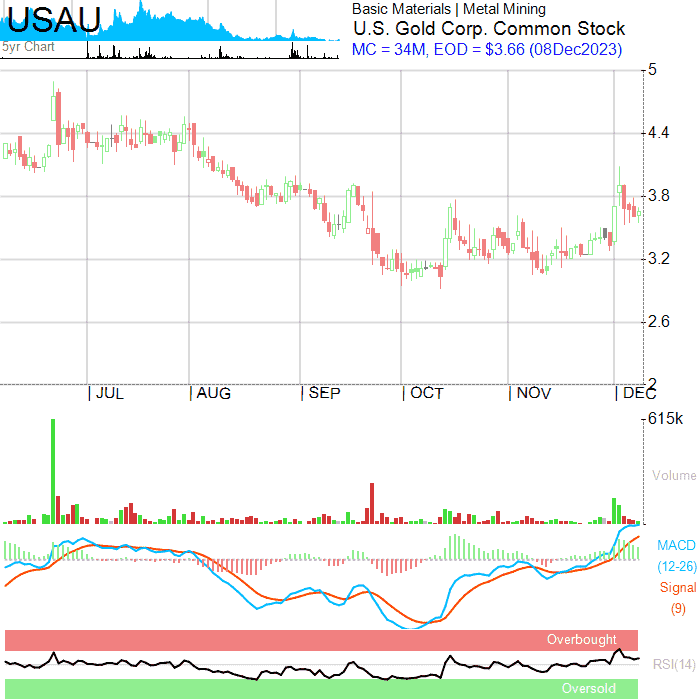 USAU
5yr Chart
Basic Materials | Metal Mining
U.S. Gold Corp. Common Stock
MC = 34M, EOD = $3.66 (08Dec2023)
5
4.4
3.8
3.2
2.6
2
JUL AUG SEP OCT NOV DEC
615k
Volume
MACD
(12-26)
Signal
(9)
Overbought
RSI(14)
Oversold